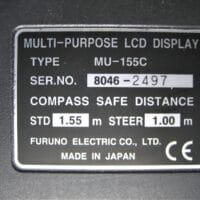 MULTI-PURPOSE LCD DISPLAY
TYPE MU-155C
SER.NO. 8046-2497
COMPASS SAFE DISTANCE
STD 1.55 m STEER 1.00 m
FURUNO ELECTRIC CO., LTD.
MADE IN JAPAN